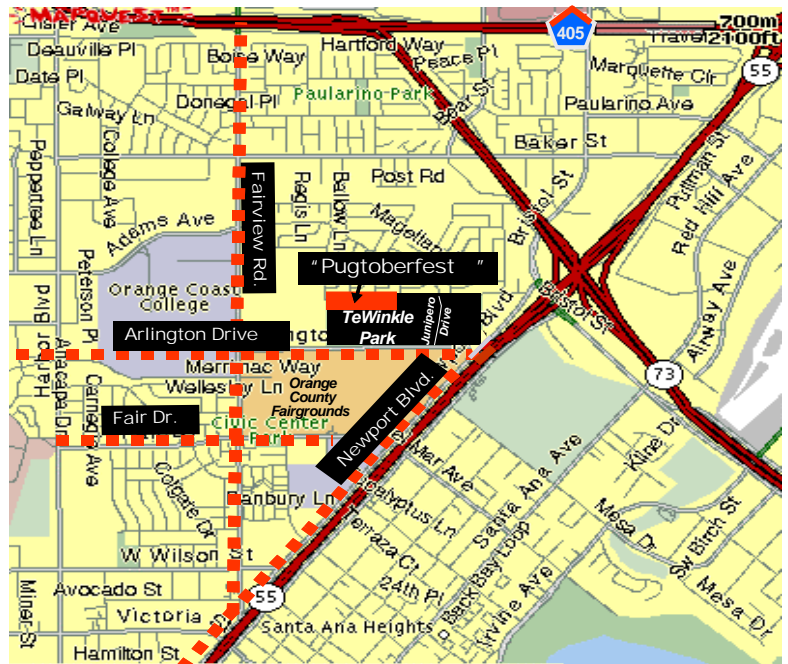 MAPQUEST
700m
2100ft
405
Hartford Way
Deauville Pl
Boise Way
Peace Pl
Travel
55
Date Pl
Marquette Cir
Donegal Pl
Paularino Park
Paularino Ave
Galway Ln
College Ave
Bear St
Baker St
Pullman St
Peppertree Ln
Fairview Rd.
Regis Ln
Ballow Ln
Post Rd
Bristol St
Red Hill Ave
Adams Ave
Magellan
Peterson Pl
"Pugtoberfest "
Orange Coast
College
TeWinkle
Park
Junipero
Drive
Blvd
Bristol St
Airway Ave
Arlington Drive
Harbor Blvd
Merrimac Way
Anacapa Dr
Wellesley Ln
Orange
County
Fairgrounds
Newport Blvd.
73
Fair Dr.
Civic Center
Park
Mar Ave
Kline Dr
Colgate Dr
Santa Ana Ave
Danbury Ln
Terraza Ct
Mesa Dr
Sw Birch St
W Wilson St
24th Pl
Back Bay Loop
Mesa Dr
Avocado St
55
Irvine Ave
Miner St
Victoria
Santa Ana Heights
Hamilton St